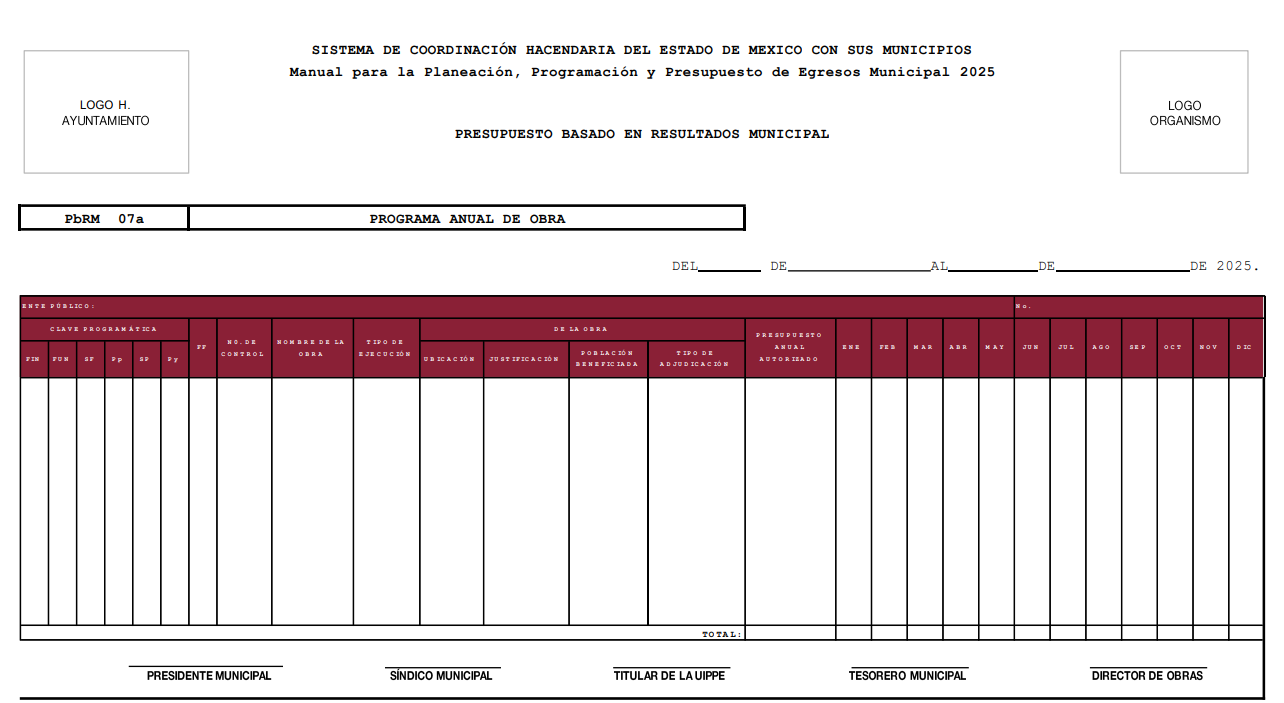 SISTEMA DE COORDINACIÓN HACENDARIA DEL ESTADO DE MEXICO CON SUS MUNICIPIOS
Manual para la Planeación, Programación y Presupuesto de Egresos Municipal 2025
LOGO H.
AYUNTAMIENTO
LOGO
ORGANISMO
PRESUPUESTO BASADO EN RESULTADOS MUNICIPAL
PbRM 07a PROGRAMA ANUAL DE OBRA
DEL_______ DE________________AL__________DE_______________DE 2025.
ENTE PÚBLICO: No.
CLAVE PROGRAMÁTICA
FIN FUN SF Pp SP Py
FF
NO. DE
CONTROL
NOMBRE DE LA
OBRA
TIPO DE
EJECUCIÓN
DE LA OBRA
UBICACIÓN
JUSTIFICACIÓN
POBLACIÓN
BENEFICIADA
TIPO DE
ADJUDICACIÓN
PRESUPUESTO
ANUAL
AUTORIZADO
ENE FEB MAR ABR MAY JUN JUL AGO SEP OCT NOV DIC
TOTAL:
PRESIDENTE MUNICIPAL SÍNDICO MUNICIPAL TITULAR DE LA UIPPE TESORERO MUNICIPAL DIRECTOR DE OBRAS